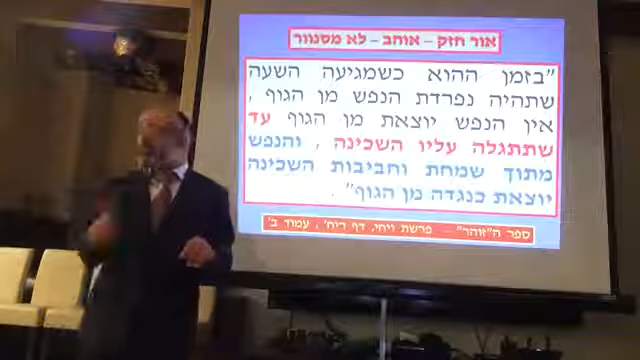 אור חזק – אוהב – לא מסנוור
"בזמן ההוא כשמגיעה השעה
שתהיה נפרדת הנפש מן הגוף ,
אין הנפש יוצאת מן הגוף עד
שתתגלה עליו השכינה , והנפש
מתוך שמחת וחביבות השכינה
יוצאת כנגדה מן הגוף" .
ספר ה"זוהר" – פרשת ויחי, דף ריח' , עמוד ב'